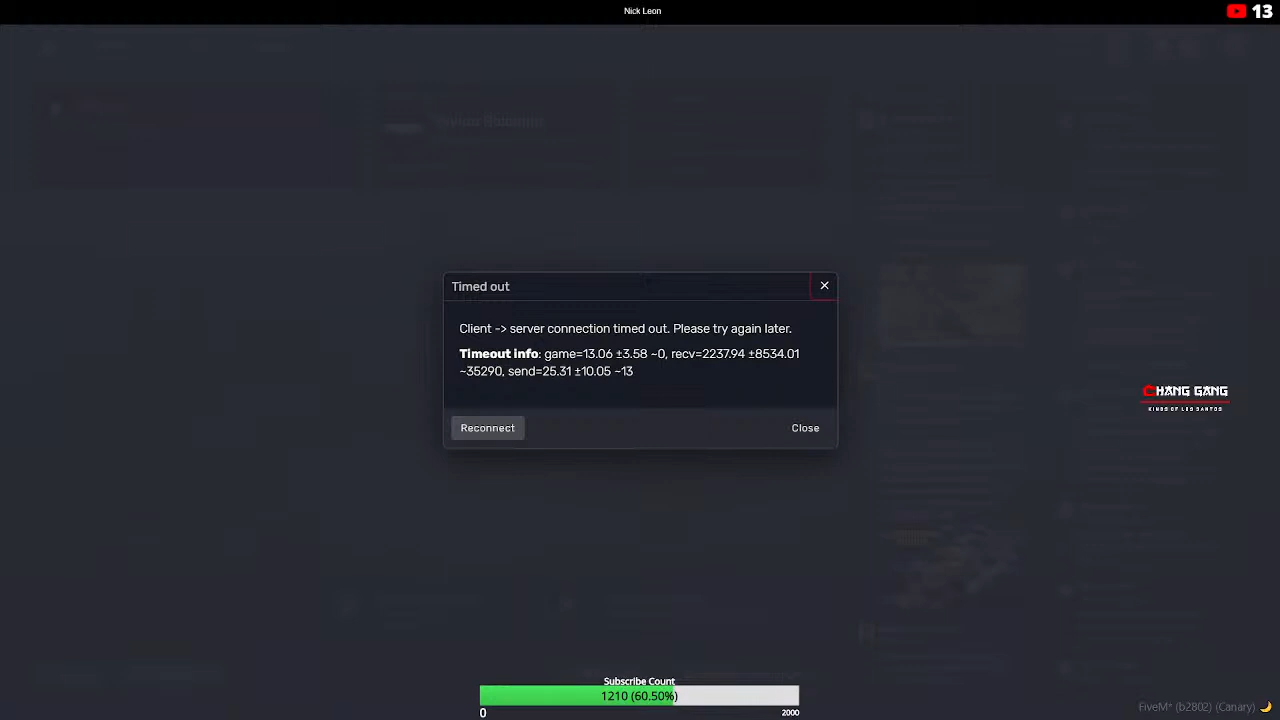 Nick Leon
13
Timed out
Client -> server connection timed out. Please try again later.
Timeout info: game=13.06 ±3.58 ~0, recv=2237.94 ±8534.01
~35290, send=25.31 ±10.05 ~13
Reconnect
Close
CHANG GANG
KINGS OF LOS SANTOS
Subscribe Count
1210 (60.50%)
0
2000
FiveM* (b2802) (Canary)